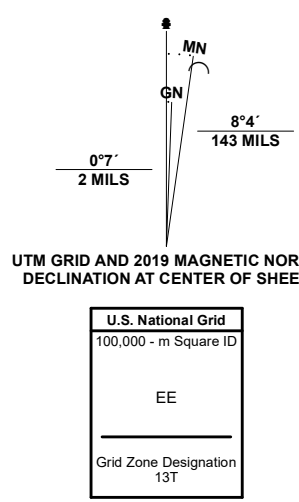 MN
GN
8°4´
143 MILS
0°7´
2 MILS
UTM GRID AND 2019 MAGNETIC NOR
DECLINATION AT CENTER OF SHEE
U.S. National Grid
100,000 - m Square ID
EE
Grid Zone Designation
13T